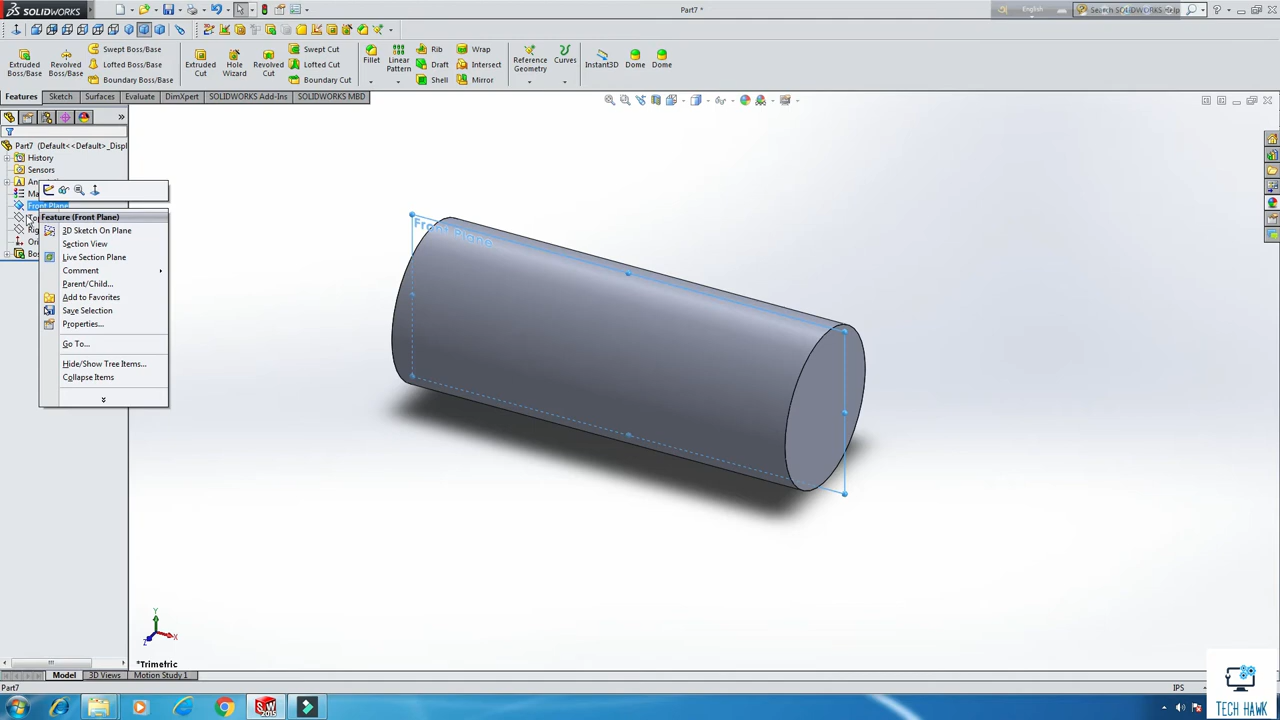 SOLIDWORKS
Part7 *
English
Search SOLIDWORKS Help
Extruded Boss/Base
Revolved Boss/Base
Swept Boss/Base
Lofted Boss/Base
Boundary Boss/Base
Extruded Cut
Hole Wizard
Revolved Cut
Swept Cut
Lofted Cut
Boundary Cut
Fillet
Linear Pattern
Rib
Draft
Shell
Wrap
Intersect
Mirror
Reference Geometry
Curves
Instant3D
Dome
Dome
Features
Sketch
Surfaces
Evaluate
DimXpert
SOLIDWORKS Add-Ins
SOLIDWORKS MBD
Part7 (Default<<Default>_Displ
History
Sensors
Front Plane
Feature (Front Plane)
3D Sketch On Plane
Section View
Live Section Plane
Comment
Parent/Child...
Add to Favorites
Save Selection
Properties...
Go To...
Hide/Show Tree Items...
Collapse Items
Front Plane
Y
X
Z
*Trimetric
Model
3D Views
Motion Study 1
Part7
IPS
SW
2015
TECH HAWK